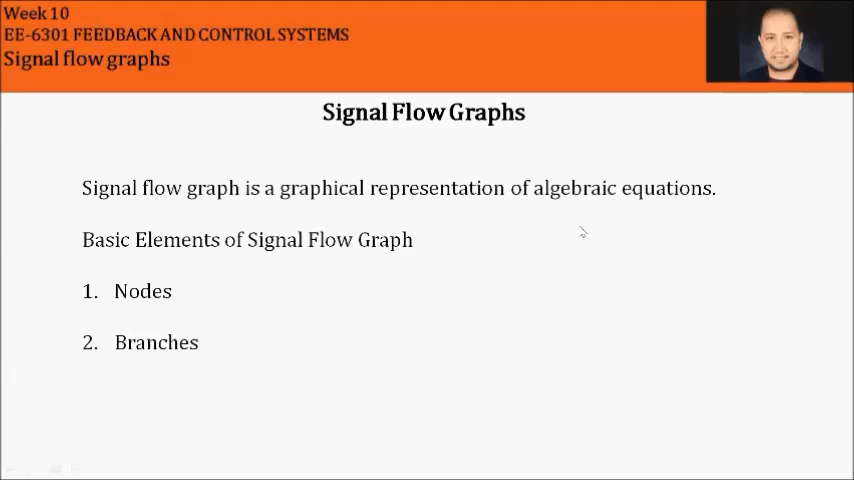 Week 10
EE-6301 FEEDBACK AND CONTROL SYSTEMS
Signal flow graphs
Signal Flow Graphs
Signal flow graph is a graphical representation of algebraic equations.
Basic Elements of Signal Flow Graph
1. Nodes
2. Branches